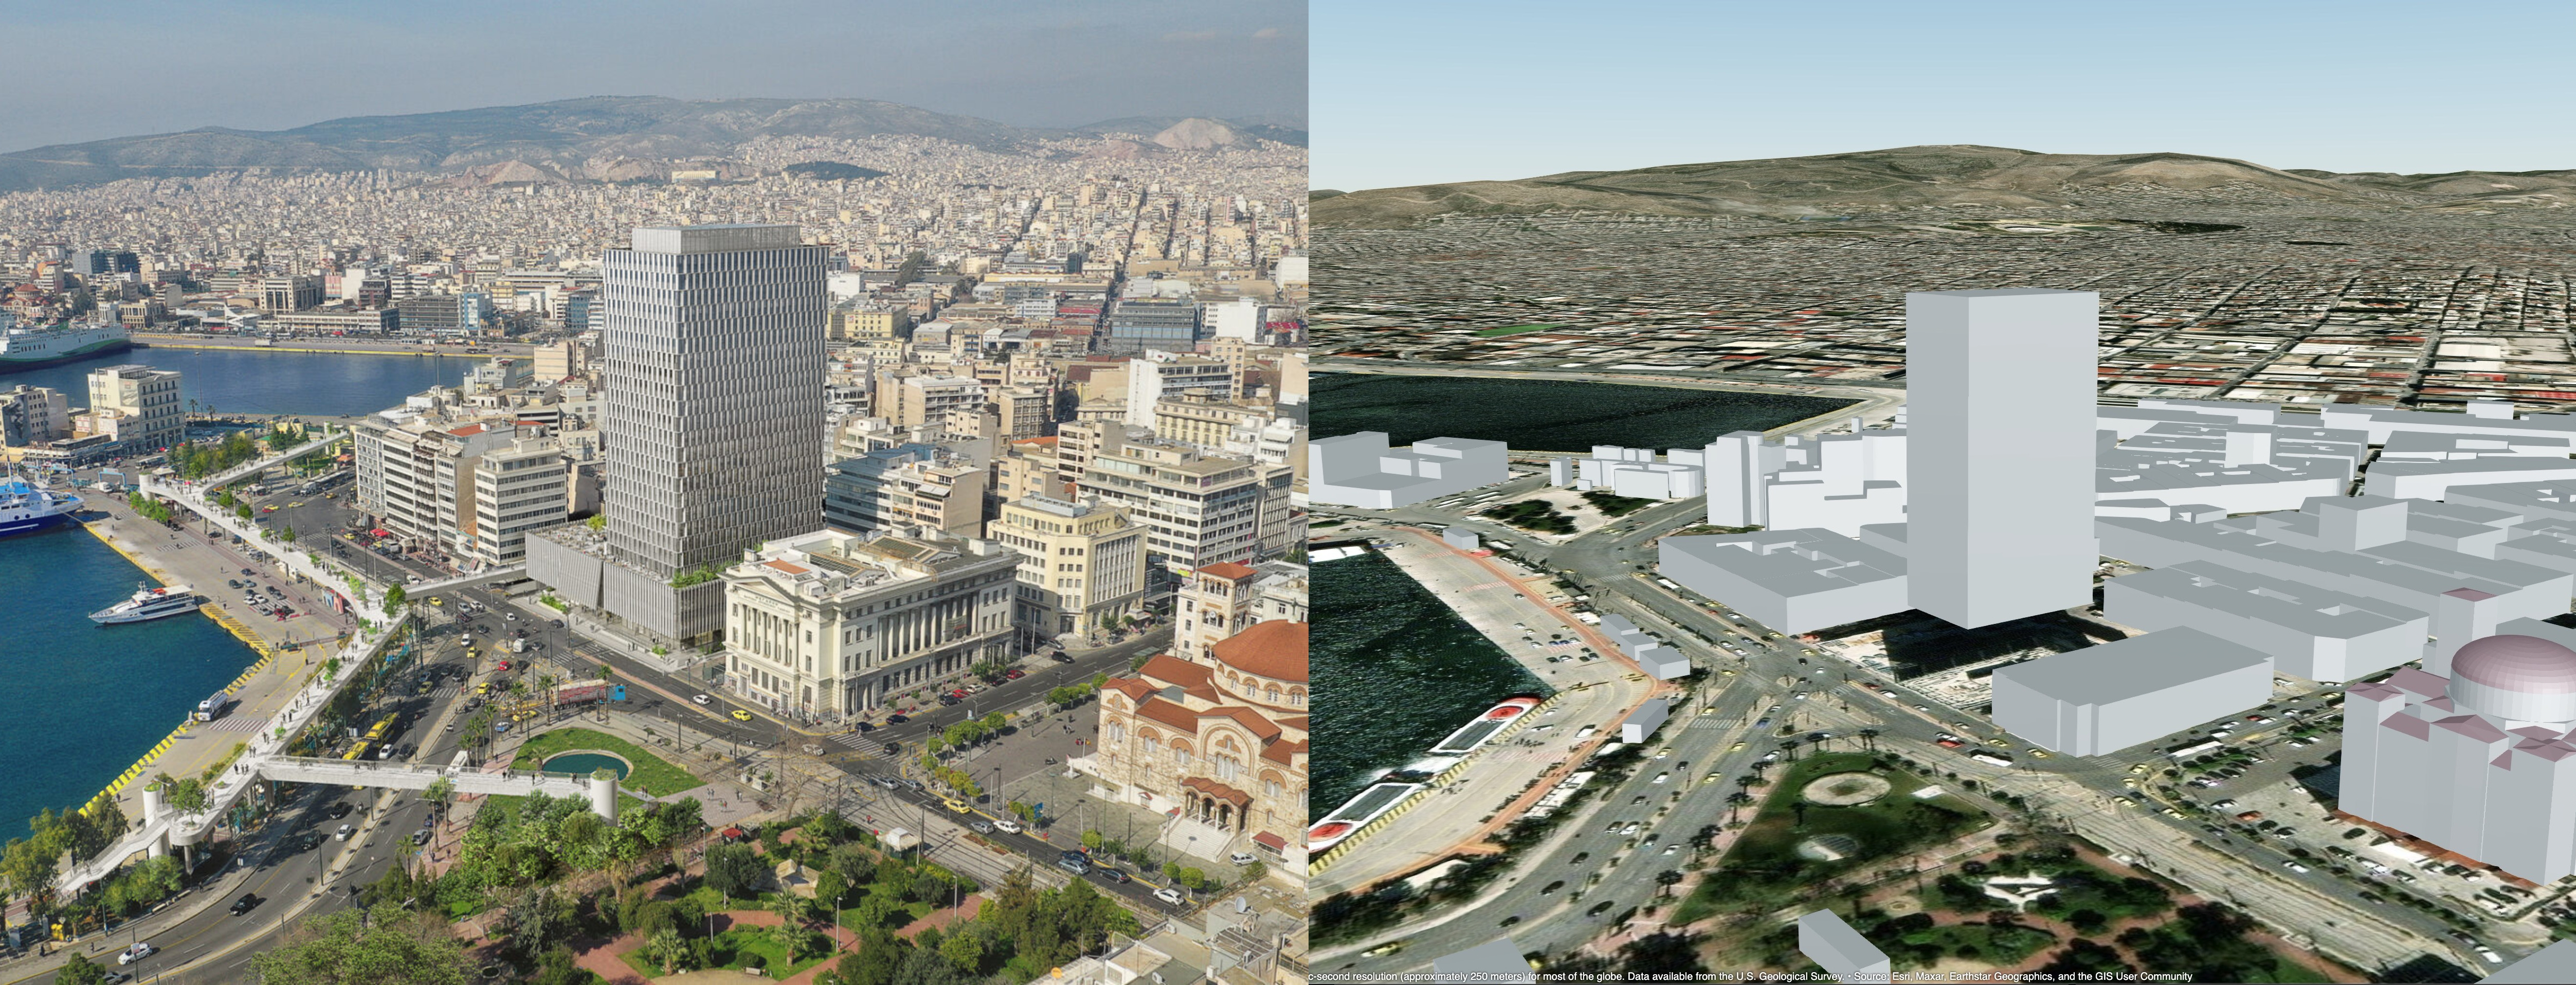 c-second resolution (approximately 250 meters) for most of the globe. Data available from the U.S. Geological Survey. • Source: Esri, Maxar, Earthstar Geographics, and the GIS User Community